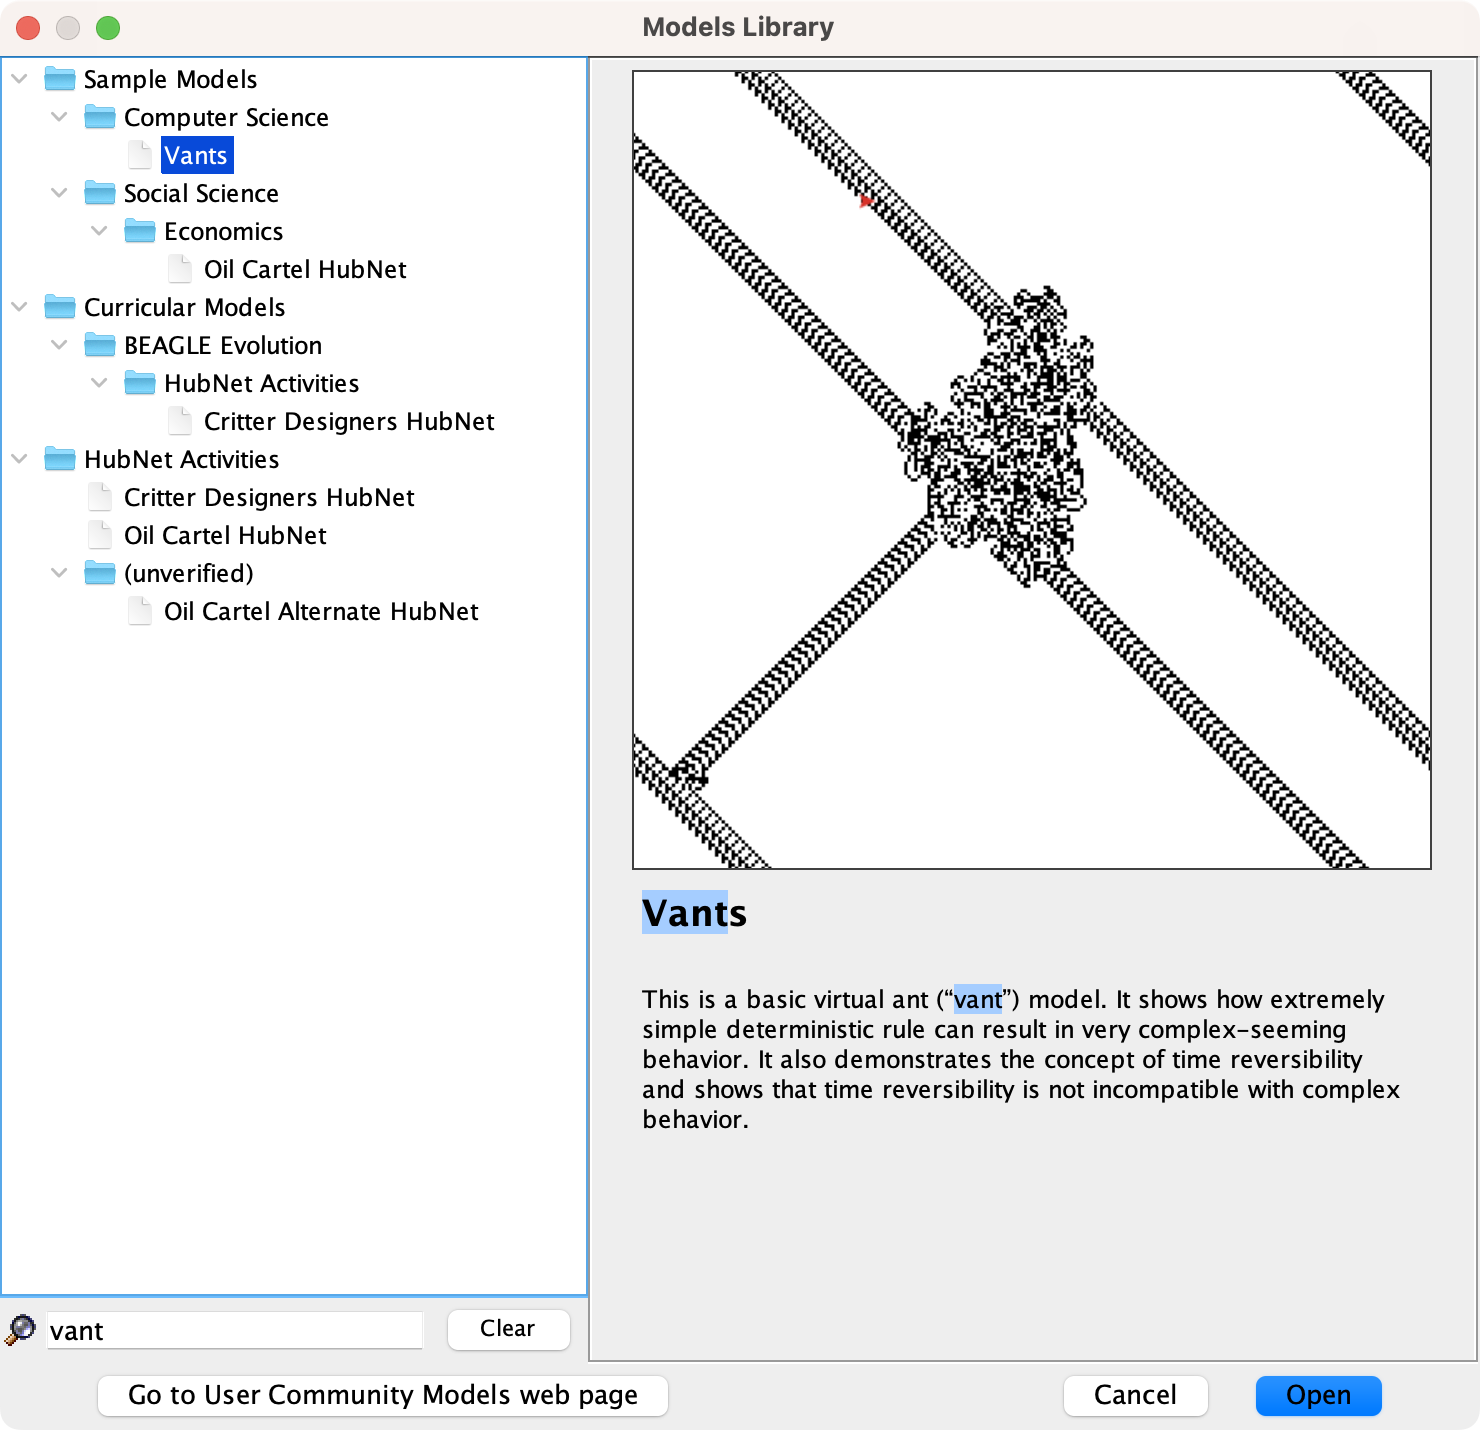 Models Library
Sample Models
Computer Science
Vants
Social Science
Economics
Oil Cartel HubNet
Curricular Models
BEAGLE Evolution
HubNet Activities
Critter Designers HubNet
HubNet Activities
Critter Designers HubNet
Oil Cartel HubNet
(unverified)
Oil Cartel Alternate HubNet
vant
Clear
Vants
This is a basic virtual ant (“vant”) model. It shows how extremely
simple deterministic rule can result in very complex-seeming
behavior. It also demonstrates the concept of time reversibility
and shows that time reversibility is not incompatible with complex
behavior.
Go to User Community Models web page
Cancel
Open